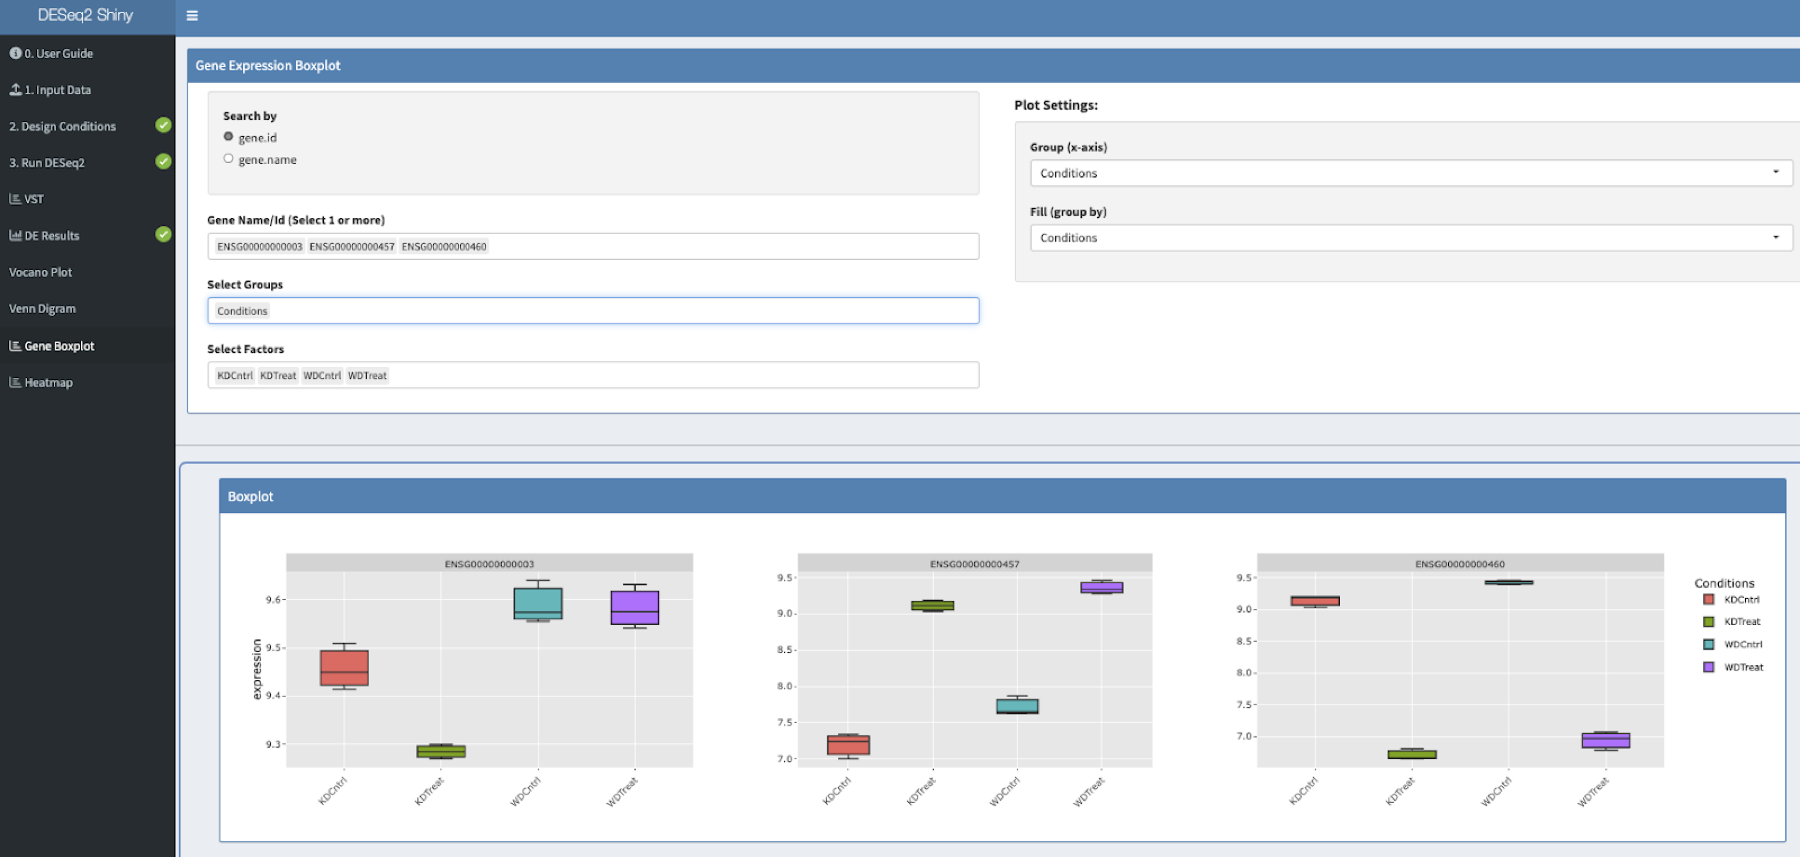 DESeq2 Shiny
0. User Guide
1. Input Data
2. Design Conditions
3. Run DESeq2
VST
DE Results
Vocano Plot
Venn Digram
Gene Boxplot
Heatmap
Gene Expression Boxplot
Search by
gene.id
gene.name
Gene Name/Id (Select 1 or more)
ENSG00000000003 ENSG00000000457 ENSG00000000460
Select Groups
Conditions
Select Factors
KDCntrl KDTreat WDCntrl WDTreat
Plot Settings:
Group (x-axis)
Conditions
Fill (group by)
Conditions
Boxplot
ENSG00000000003
expression
9.6
9.5
9.4
9.3
KDCntrl KDTreat WDCntrl WDTreat
ENSG00000000457
9.5
9.0
8.5
8.0
7.5
7.0
KDCntrl KDTreat WDCntrl WDTreat
ENSG00000000460
9.5
9.0
8.5
8.0
7.5
7.0
KDCntrl KDTreat WDCntrl WDTreat
Conditions
KDCntrl
KDTreat
WDCntrl
WDTreat